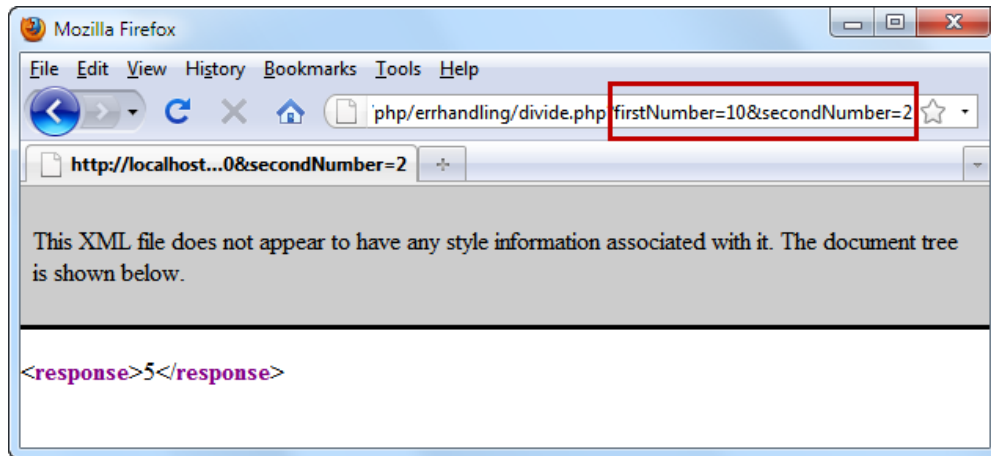 Mozilla Firefox
File Edit View History Bookmarks Tools Help
php/errhandling/divide.php?firstNumber=10&secondNumber=2
http://localhost...0&secondNumber=2
This XML file does not appear to have any style information associated with it. The document tree
is shown below.
<response>5</response>